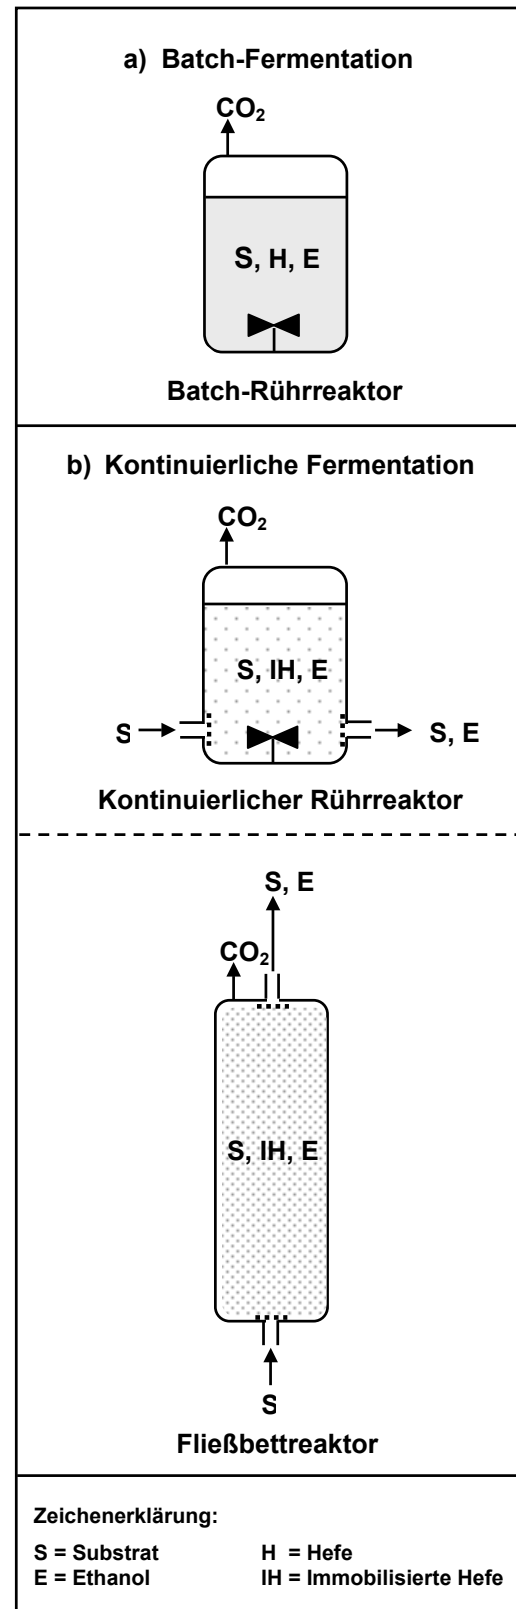 a) Batch-Fermentation
CO₂
S, H, E
Batch-Rührreaktor
b) Kontinuierliche Fermentation
CO₂
S, IH, E
S
S, E
Kontinuierlicher Rührreaktor
S, E
CO₂
S, IH, E
S
Fließbettreaktor
Zeichenerklärung:
S = Substrat H = Hefe
E = Ethanol IH = Immobilisierte Hefe